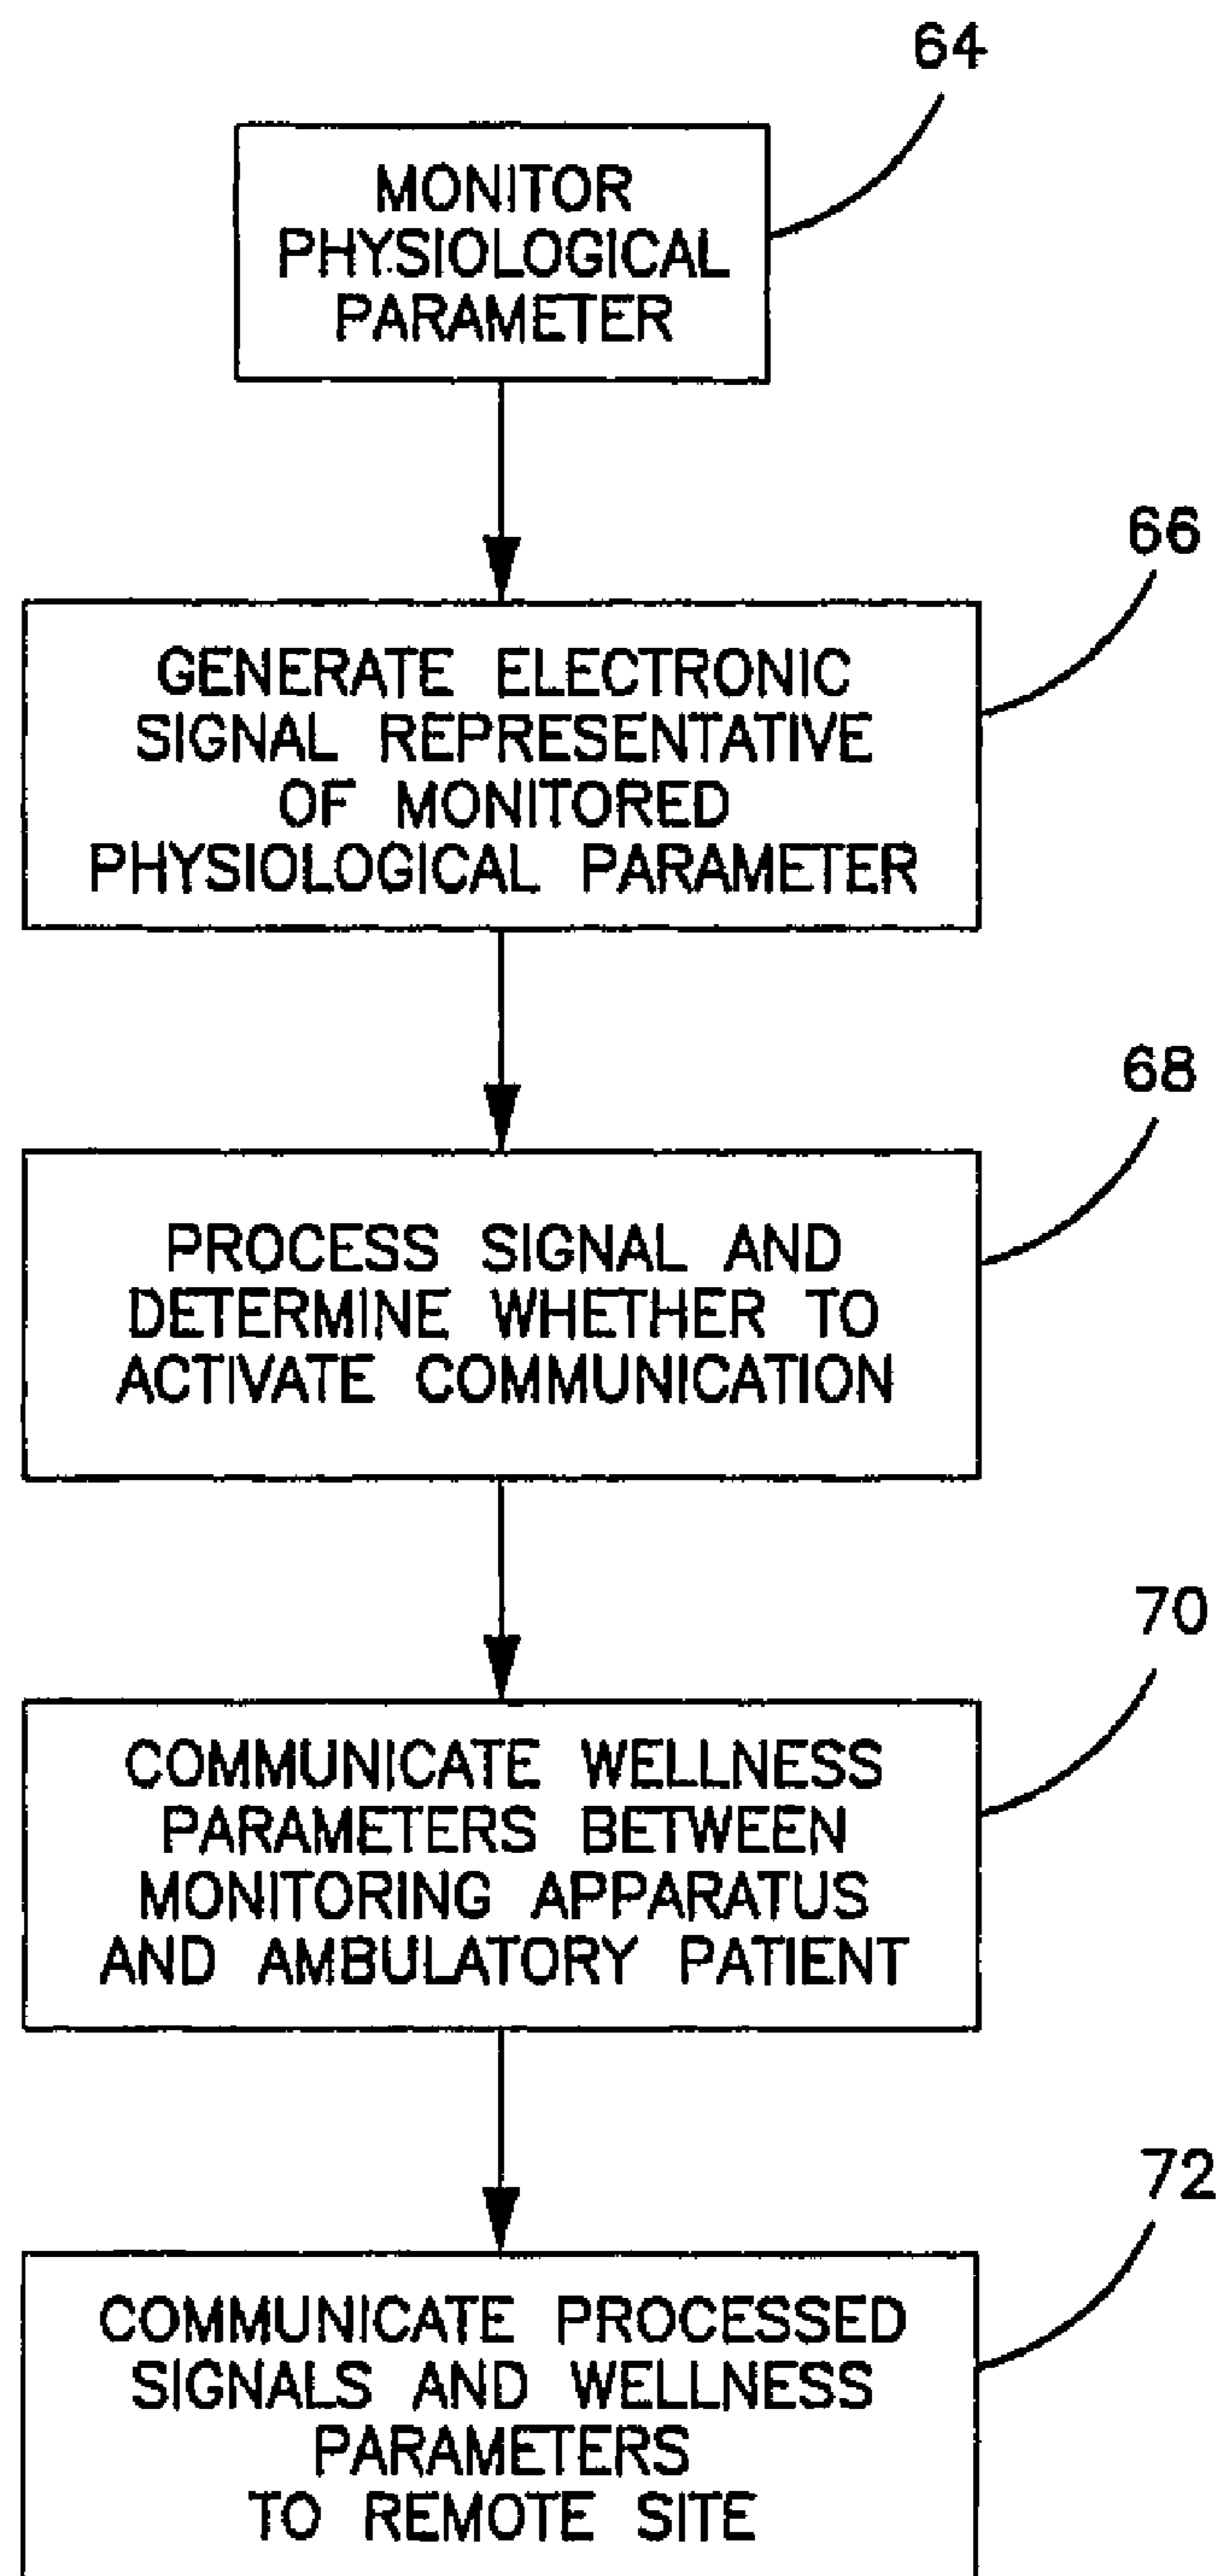 64
MONITOR
PHYSIOLOGICAL
PARAMETER
66
GENERATE ELECTRONIC
SIGNAL REPRESENTATIVE
OF MONITORED
PHYSIOLOGICAL PARAMETER
68
PROCESS SIGNAL AND
DETERMINE WHETHER TO
ACTIVATE COMMUNICATION
70
COMMUNICATE WELLNESS
PARAMETERS BETWEEN
MONITORING APPARATUS
AND AMBULATORY PATIENT
72
COMMUNICATE PROCESSED
SIGNALS AND WELLNESS
PARAMETERS
TO REMOTE SITE